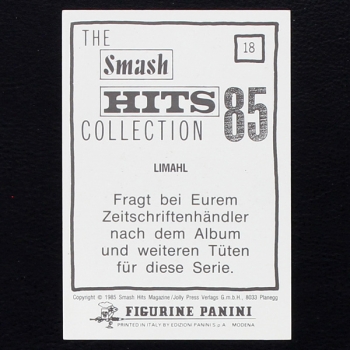 THE
18
Smash
HITS 85
COLLECTION
LIMAHL
Fragt bei Eurem
Zeitschriftenhändler
nach dem Album
und weiteren Tüten
für diese Serie.
Copyright © 1985 Smash Hits Magazine/Jolly Press Verlags G.m.b.H., 8033 Planegg
FIGURINE PANINI
PRINTED IN ITALY BY EDIZIONI PANINI S.p.A. MODENA